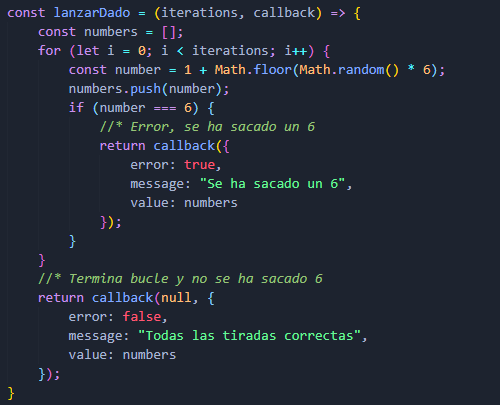 const lanzarDado = (iterations, callback) => {
    const numbers = [];
    for (let i = 0; i < iterations; i++) {
        const number = 1 + Math.floor(Math.random() * 6);
        numbers.push(number);
        if (number === 6) {
            //* Error, se ha sacado un 6
            return callback({
                error: true,
                message: "Se ha sacado un 6",
                value: numbers
            });
        }
    }
    //* Termina bucle y no se ha sacado 6
    return callback(null, {
        error: false,
        message: "Todas las tiradas correctas",
        value: numbers
    });
}